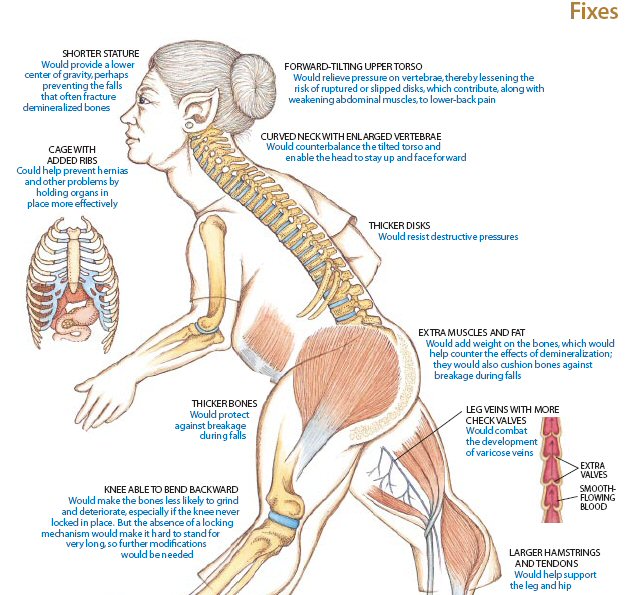 Fixes
SHORTER STATURE
Would provide a lower
center of gravity, perhaps
preventing the falls
that often fracture
demineralized bones
FORWARD-TILTING UPPER TORSO
Would relieve pressure on vertebrae, thereby lessening the
risk of ruptured or slipped disks, which contribute, along with
weakening abdominal muscles, to lower-back pain
CURVED NECK WITH ENLARGED VERTEBRAE
Would counterbalance the tilted torso and
enable the head to stay up and face forward
CAGE WITH
ADDED RIBS
Could help prevent hernias
and other problems by
holding organs in
place more effectively
THICKER DISKS
Would resist destructive pressures
EXTRA MUSCLES AND FAT
Would add weight on the bones, which would
help counter the effects of demineralization;
they would also cushion bones against
breakage during falls
THICKER BONES
Would protect
against breakage
during falls
LEG VEINS WITH MORE
CHECK VALVES
Would combat
the development
of varicose veins
EXTRA
VALVES
SMOOTH-
FLOWING
BLOOD
KNEE ABLE TO BEND BACKWARD
Would make the bones less likely to grind
and deteriorate, especially if the knee never
locked in place. But the absence of a locking
mechanism would make it hard to stand for
very long, so further modifications
would be needed
LARGER HAMSTRINGS
AND TENDONS
Would help support
the leg and hip